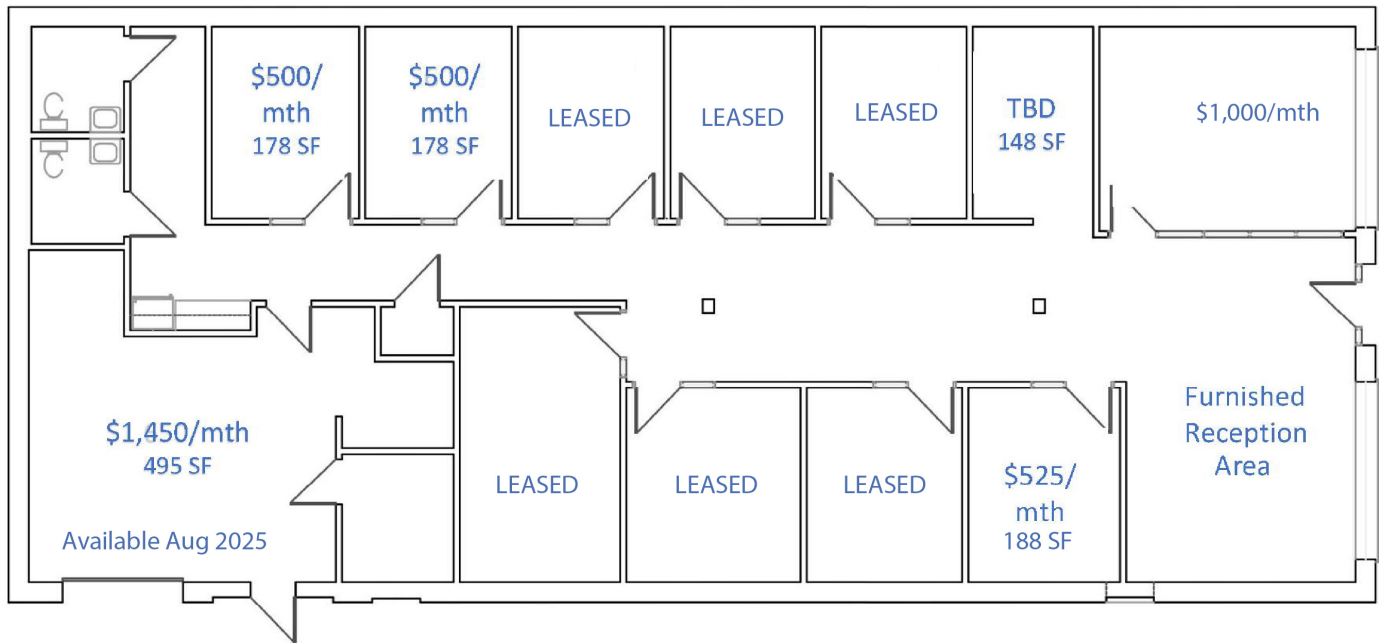 $500/
mth
178 SF
$500/
mth
178 SF
LEASED
LEASED
LEASED
TBD
148 SF
$1,000/mth
$1,450/mth
495 SF
Available Aug 2025
LEASED
LEASED
LEASED
$525/
mth
188 SF
Furnished
Reception
Area